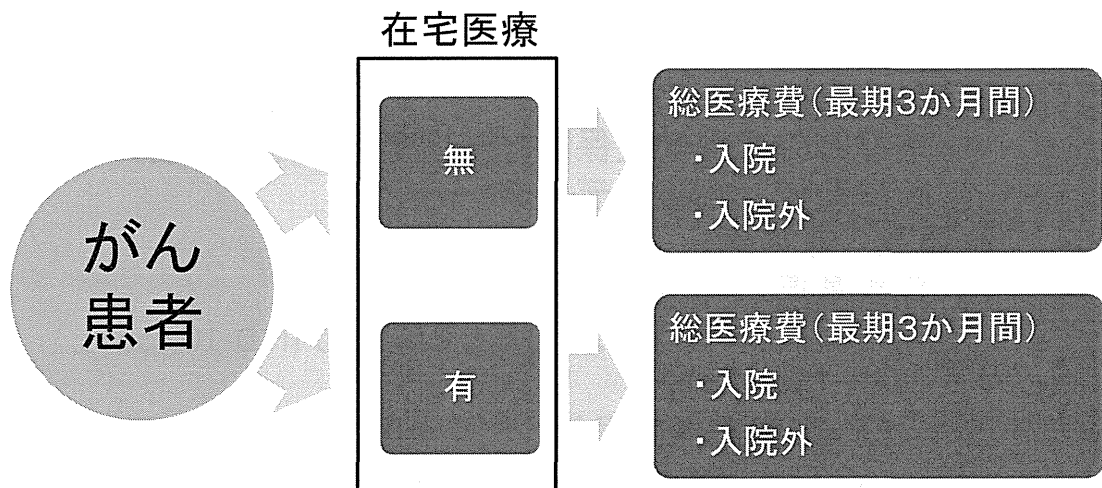 在宅医療
がん
患者
無
総医療費(最期3か月間)
・入院
・入院外
有
総医療費(最期3か月間)
・入院
・入院外